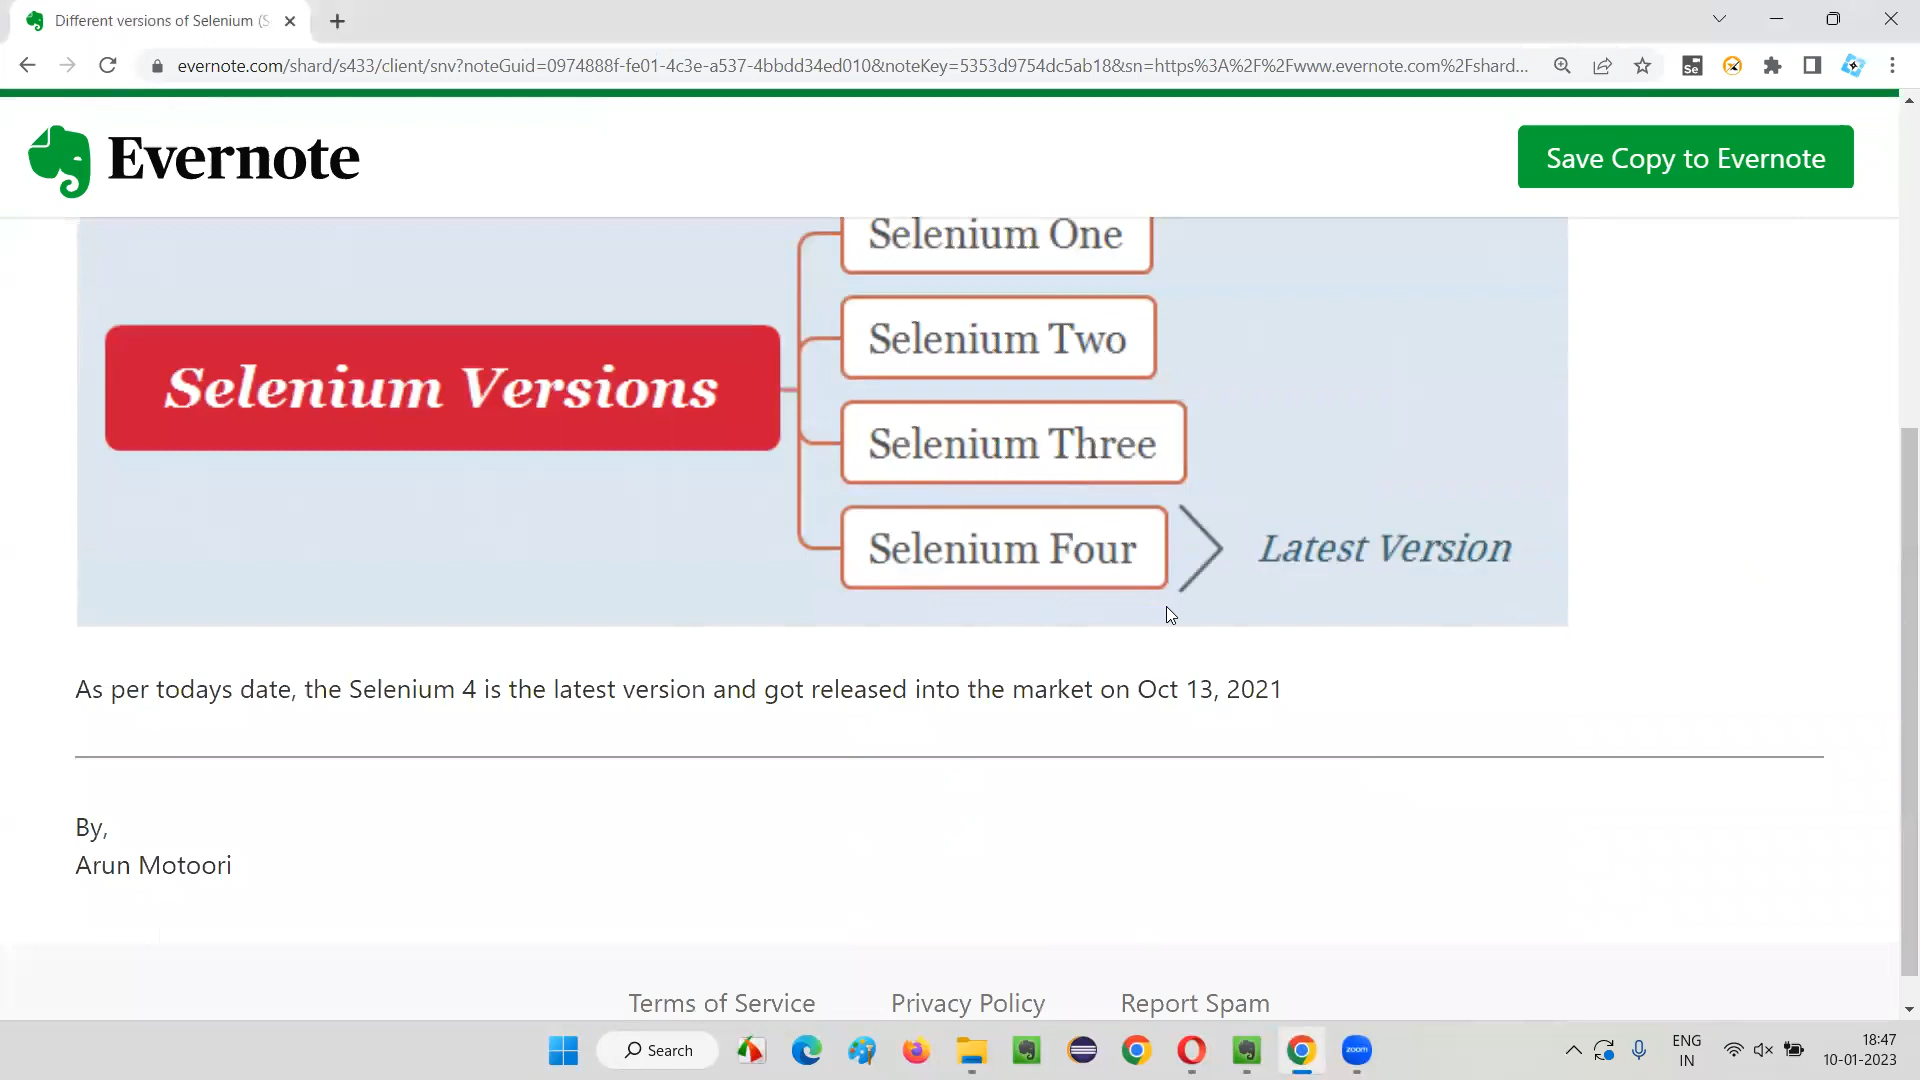 Different versions of Selenium (S
evernote.com/shard/s433/client/snv?noteGuid=0974888f-fe01-4c3e-a537-4bbdd34ed010&noteKey=5353d9754dc5ab18&sn=https%3A%2F%2Fwww.evernote.com%2Fshard...
Se
Evernote
Save Copy to Evernote
Selenium One
Selenium Two
Selenium Versions
Selenium Three
Selenium Four
Latest Version
As per todays date, the Selenium 4 is the latest version and got released into the market on Oct 13, 2021
By,
Arun Motoori
Terms of Service
Privacy Policy
Report Spam
Search
zoom
ENG
IN
18:47
10-01-2023